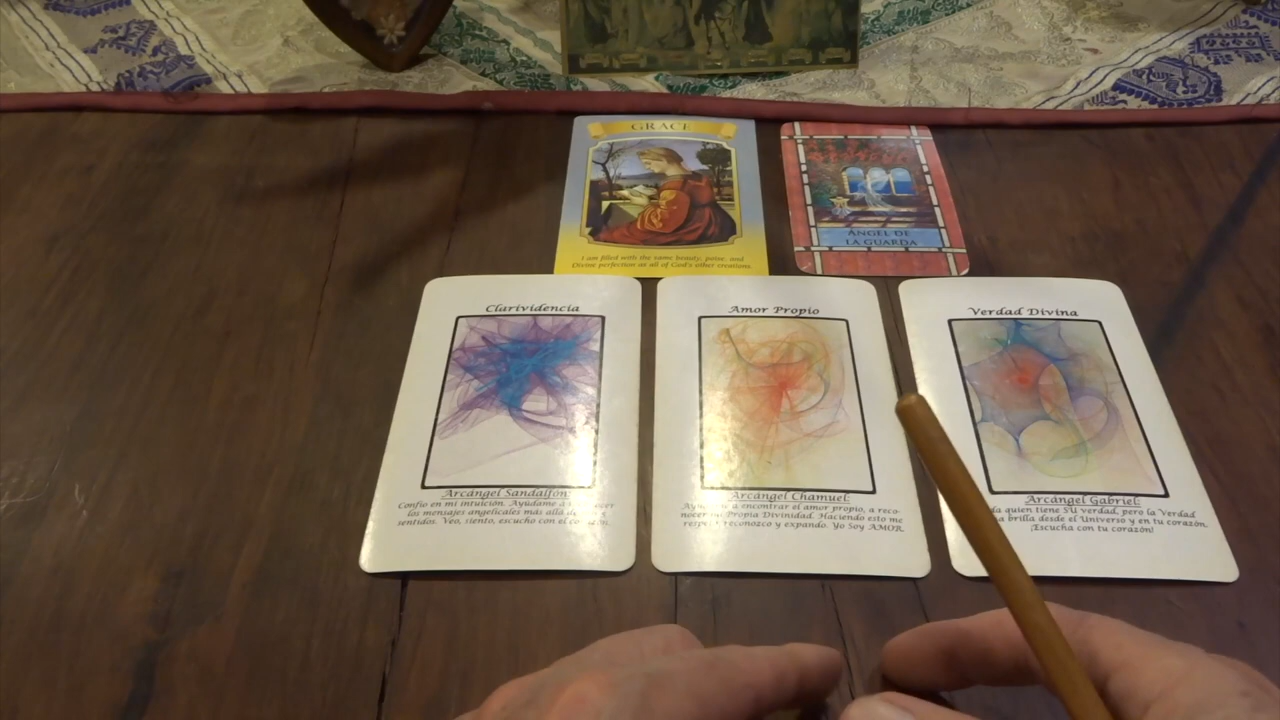 GRACE
I am filled with the same beauty, poise, and
Divine perfection as all of God's other creations.
ÁNGEL DE
LA GUARDA
Clarividencia
Arcángel Sandalfón:
Confío en mi intuición. Ayúdame a
los mensajes angelicales más allá de
sentidos. Veo, siento, escucho con el corazón.
Amor Propio
Arcángel Chamuel:
a encontrar el amor propio, a reco-
nocer mi Propia Divinidad. Haciendo esto me
reconozco y expando. Yo Soy AMOR.
Verdad Divina
Arcángel Gabriel:
quien tiene SU verdad, pero la Verdad
brilla desde el Universo y en tu corazón.
¡Escucha con tu corazón!